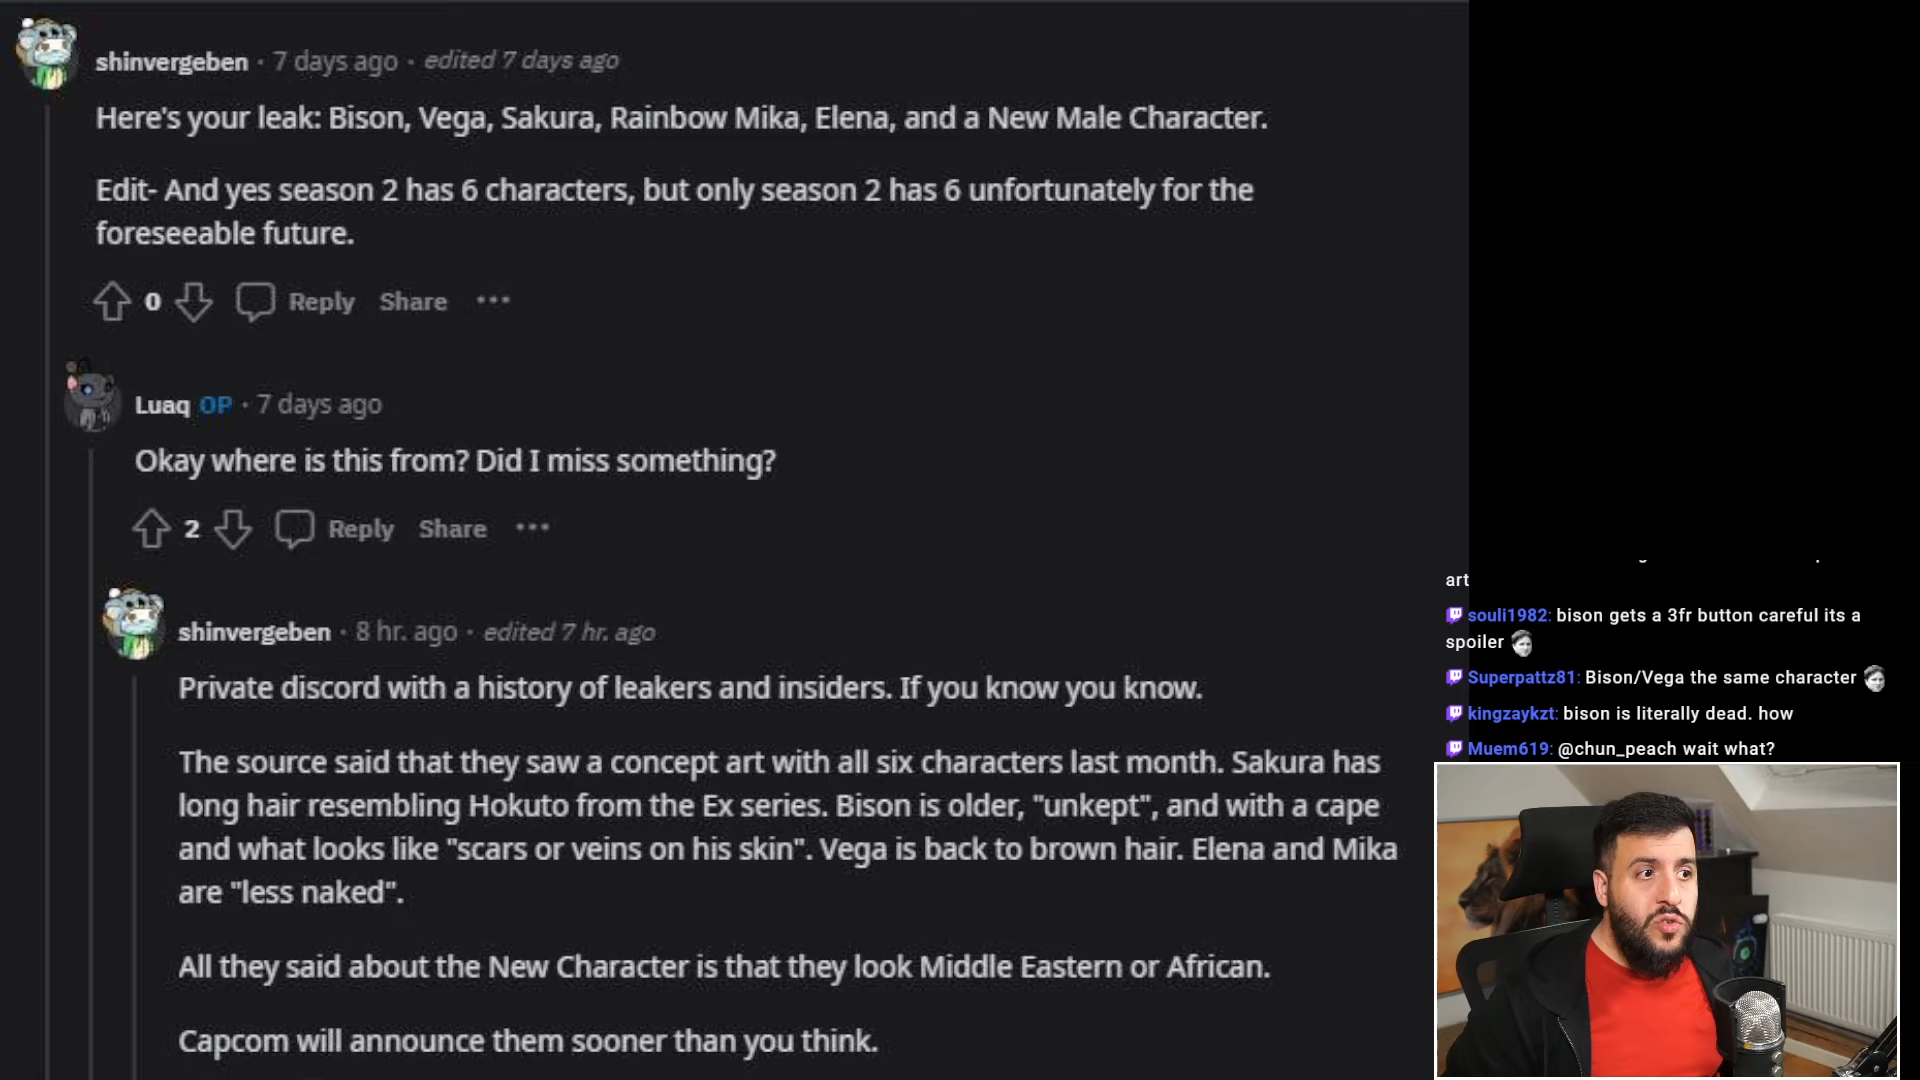 shinvergeben · 7 days ago · edited 7 days ago
Here's your leak: Bison, Vega, Sakura, Rainbow Mika, Elena, and a New Male Character.
Edit- And yes season 2 has 6 characters, but only season 2 has 6 unfortunately for the
foreseeable future.
0 Reply Share ···
Luaq OP · 7 days ago
Okay where is this from? Did I miss something?
2 Reply Share ···
shinvergeben · 8 hr. ago · edited 7 hr. ago
Private discord with a history of leakers and insiders. If you know you know.
The source said that they saw a concept art with all six characters last month. Sakura has
long hair resembling Hokuto from the Ex series. Bison is older, "unkept", and with a cape
and what looks like "scars or veins on his skin". Vega is back to brown hair. Elena and Mika
are "less naked".
All they said about the New Character is that they look Middle Eastern or African.
Capcom will announce them sooner than you think.
art
souli1982: bison gets a 3fr button careful its a
spoiler
Superpattz81: Bison/Vega the same character
kingzaykzt: bison is literally dead. how
Muem619: @chun_peach wait what?